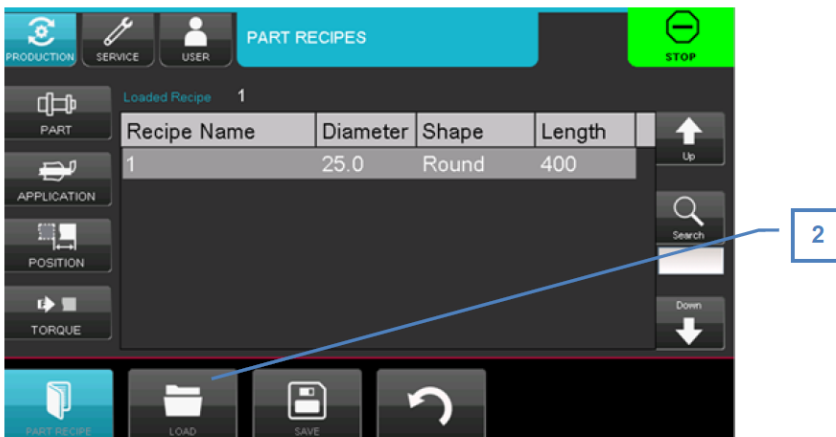 PRODUCTION SERVICE USER PART RECIPES STOP
Loaded Recipe 1
PART
Recipe Name Diameter Shape Length
Up
1 25.0 Round 400
APPLICATION
Search
2
POSITION
Down
TORQUE
PART RECIPE LOAD SAVE